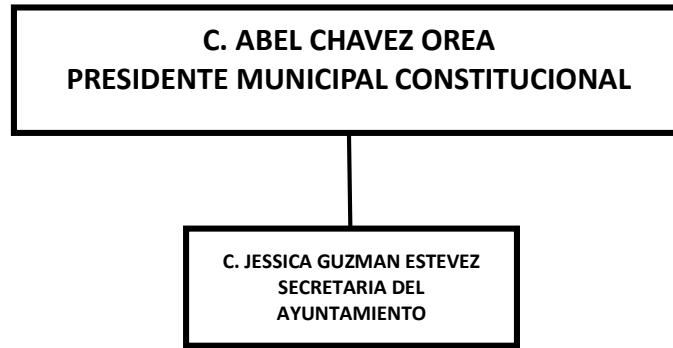 C. ABEL CHAVEZ OREA
PRESIDENTE MUNICIPAL CONSTITUCIONAL
C. JESSICA GUZMAN ESTEVEZ
SECRETARIA DEL
AYUNTAMIENTO